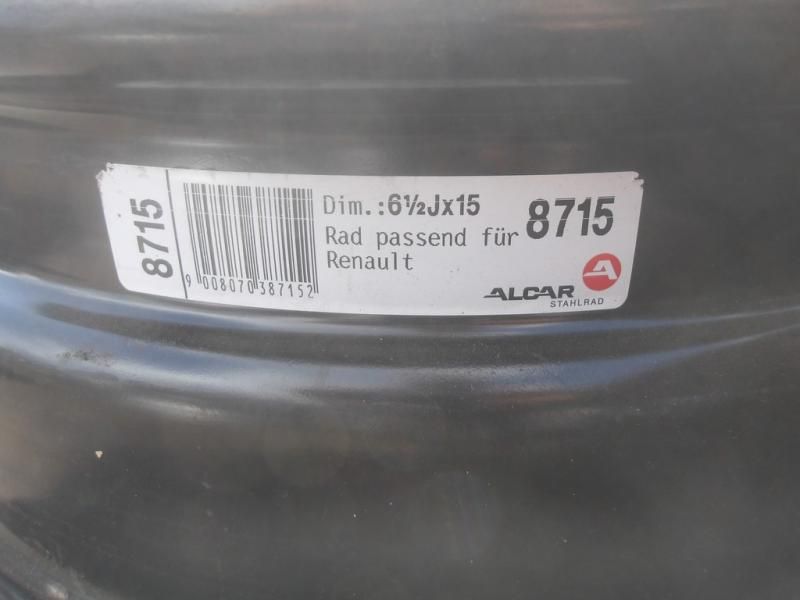 8715
9 008070 387152
Dim.:6½Jx15
Rad passend für
Renault
8715
ALCAR
STAHLRAD
A